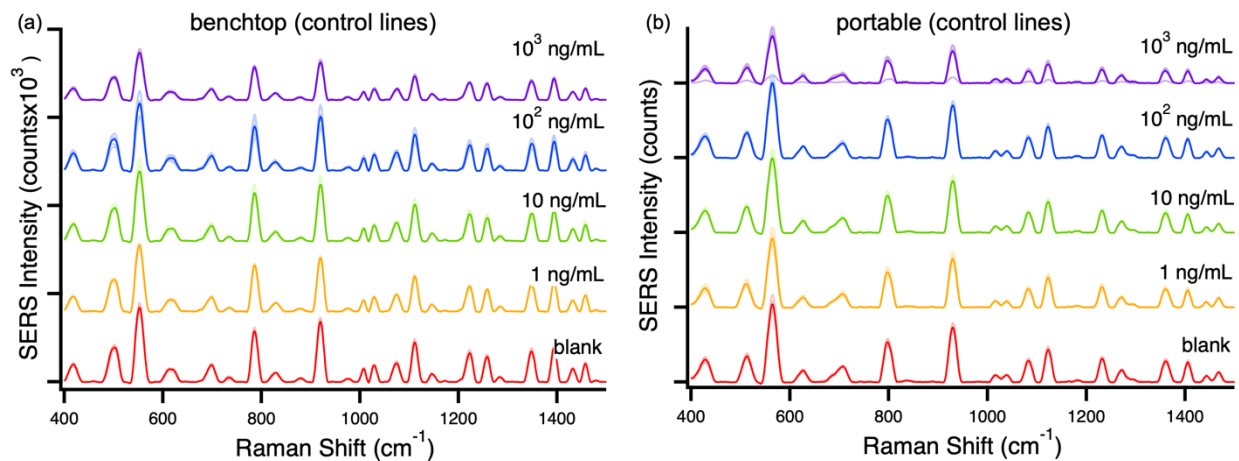 (a) benchtop (control lines)
SERS Intensity (countsx10³)
10³ ng/mL
10² ng/mL
10 ng/mL
1 ng/mL
blank
400 600 800 1000 1200 1400
Raman Shift (cm⁻¹)
(b) portable (control lines)
SERS Intensity (counts)
10³ ng/mL
10² ng/mL
10 ng/mL
1 ng/mL
blank
400 600 800 1000 1200 1400
Raman Shift (cm⁻¹)